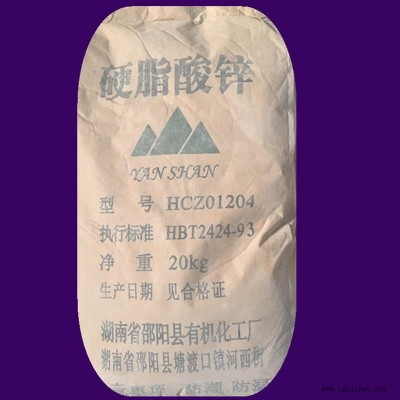 硬脂酸锌
YAN SHAN
型 号 HCZ01204
执行标准 HBT2424-93
净 重 20kg
生产日期 见合格证
湖南省邵阳县有机化工厂
湖南省邵阳县塘渡口镇河西街